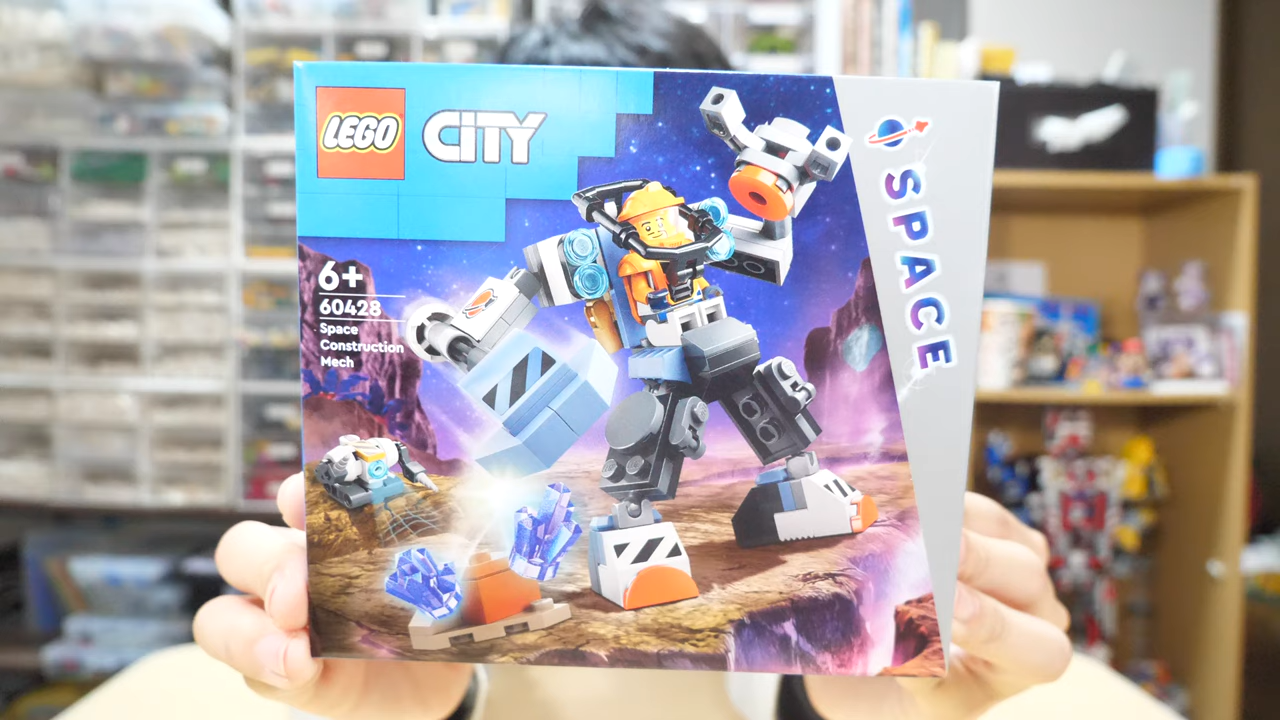 LEGO CITY
6+
60428
Space
Construction
Mech
SPACE